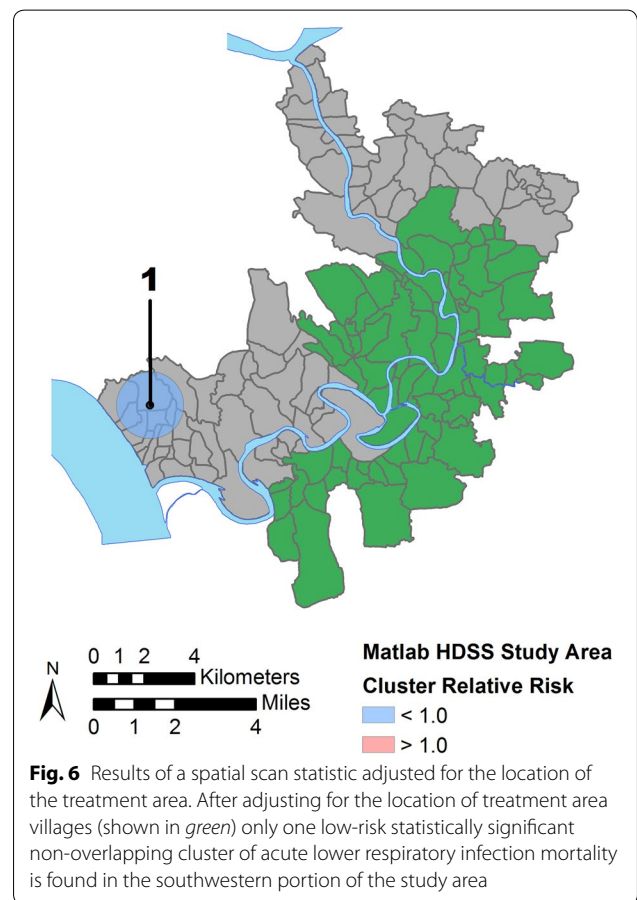 1
N
0 1 2 4
Kilometers
Miles
0 1 2 4
Matlab HDSS Study Area
Cluster Relative Risk
< 1.0
> 1.0
Fig. 6 Results of a spatial scan statistic adjusted for the location of
the treatment area. After adjusting for the location of treatment area
villages (shown in green) only one low-risk statistically significant
non-overlapping cluster of acute lower respiratory infection mortality
is found in the southwestern portion of the study area